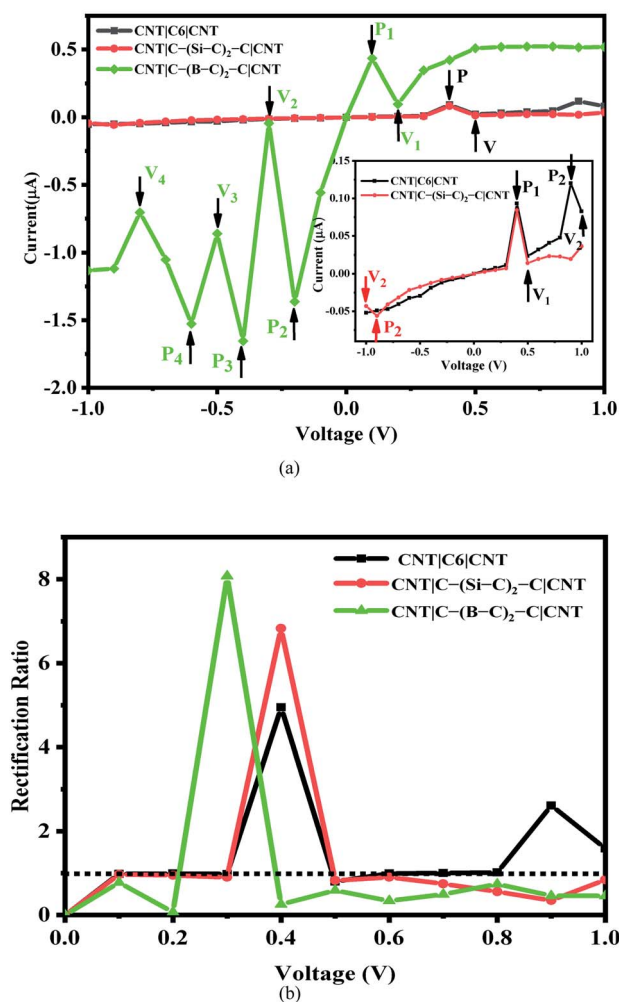 CNT|C6|CNT
CNT|C−(Si−C)₂−C|CNT
CNT|C−(B−C)₂−C|CNT
0.5
0.0
-0.5
-1.0
-1.5
-2.0
Current(μA)
P₁
V₂
P
V₁
V
V₄
V₃
P₂
P₄
P₃
CNT|C6|CNT
CNT|C−(Si−C)₂−C|CNT
0.15
0.10
0.05
0.00
-0.05
Current (μA)
P₁
P₂
V₂
V₁
V₂
P₂
-1.0 -0.5 0.0 0.5 1.0
Voltage (V)
-1.0 -0.5 0.0 0.5 1.0
Voltage (V)
(a)
CNT|C6|CNT
CNT|C−(Si−C)₂−C|CNT
CNT|C−(B−C)₂−C|CNT
8
6
4
2
0
Rectification Ratio
0.0 0.2 0.4 0.6 0.8 1.0
Voltage (V)
(b)